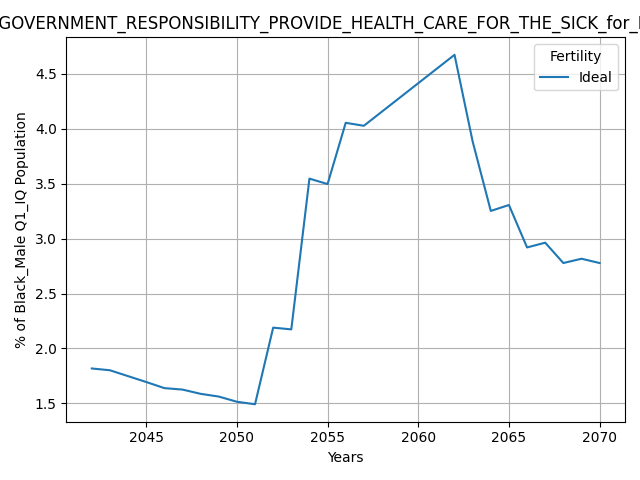 GOVERNMENT_RESPONSIBILITY_PROVIDE_HEALTH_CARE_FOR_THE_SICK_for_
Fertility
Ideal
% of Black_Male Q1_IQ Population
4.5
4.0
3.5
3.0
2.5
2.0
1.5
2045 2050 2055 2060 2065 2070
Years